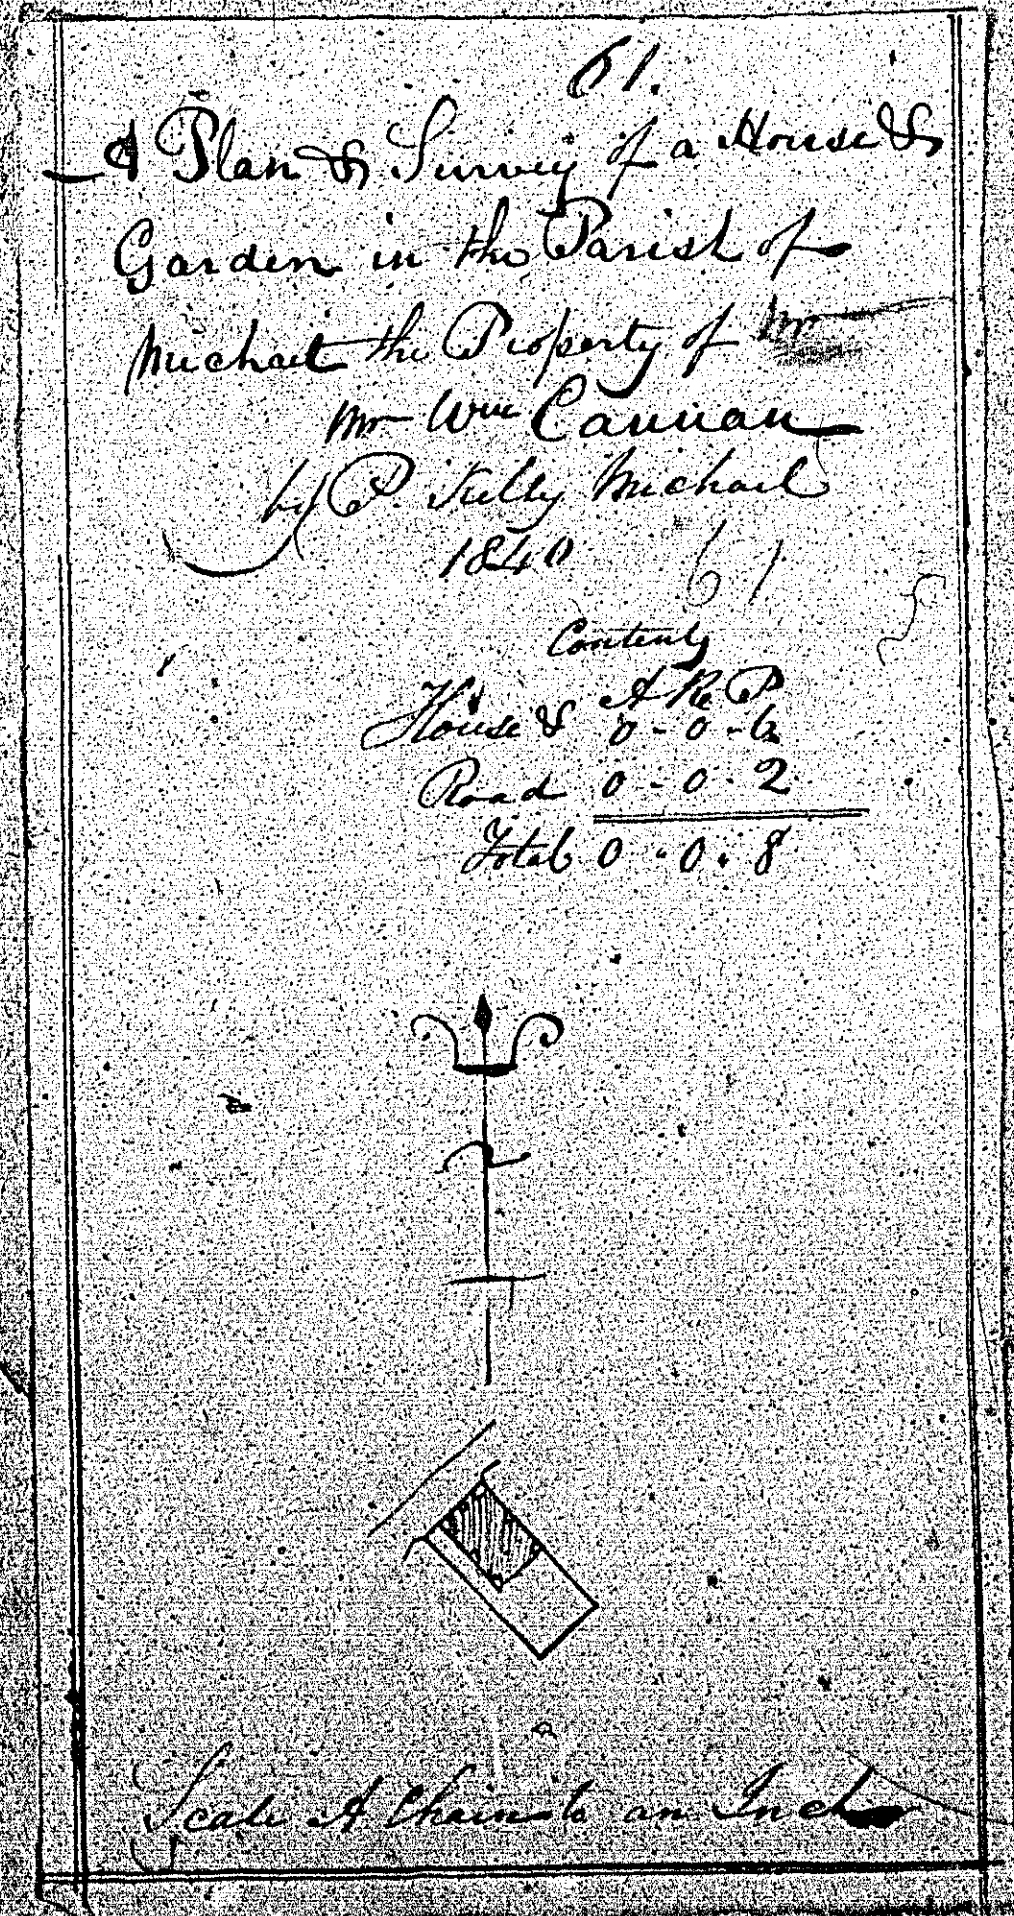 61.
A Plan & Survey of a House &
Garden in the Parish of
Michael the Property of Mr
Mr Wm Cannan
by P. Kelly Michael
1840
61
Contents
A R P
House & 0 - 0 - 6
Road 0 - 0 - 2
Total 0 - 0 - 8
Scale A Chain to an Inch